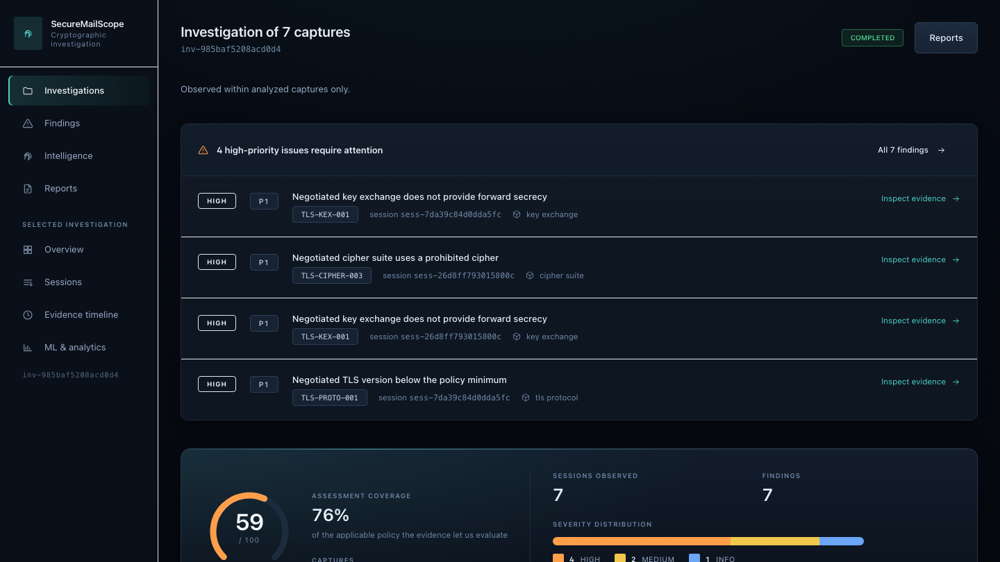 SecureMailScope
Cryptographic
investigation
Investigations
Findings
Intelligence
Reports
SELECTED INVESTIGATION
Overview
Sessions
Evidence timeline
ML & analytics
inv-985baf5208acd0d4
Investigation of 7 captures
inv-985baf5208acd0d4
COMPLETED
Reports
Observed within analyzed captures only.
4 high-priority issues require attention
All 7 findings →
HIGH P1 Negotiated key exchange does not provide forward secrecy
TLS-KEX-001 session sess-7da39c84d0dda5fc key exchange
Inspect evidence →
HIGH P1 Negotiated cipher suite uses a prohibited cipher
TLS-CIPHER-003 session sess-26d8ff793015800c cipher suite
Inspect evidence →
HIGH P1 Negotiated key exchange does not provide forward secrecy
TLS-KEX-001 session sess-26d8ff793015800c key exchange
Inspect evidence →
HIGH P1 Negotiated TLS version below the policy minimum
TLS-PROTO-001 session sess-7da39c84d0dda5fc tls protocol
Inspect evidence →
59
/ 100
ASSESSMENT COVERAGE
76%
of the applicable policy the evidence let us evaluate
CAPTURES
SESSIONS OBSERVED
7
FINDINGS
7
SEVERITY DISTRIBUTION
4 HIGH 2 MEDIUM 1 INFO